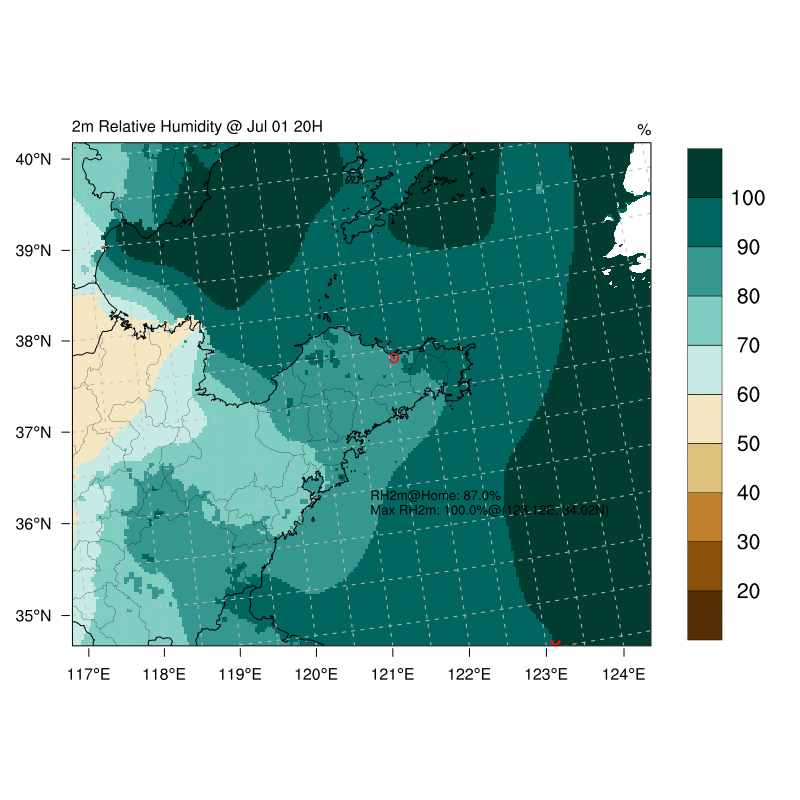 2m Relative Humidity @ Jul 01 20H
%
40°N
39°N
38°N
37°N
36°N
35°N
117°E
118°E
119°E
120°E
121°E
122°E
123°E
124°E
RH2m@Home: 87.0%
Max RH2m: 100.0%@(123.12E, 34.02N)
100
90
80
70
60
50
40
30
20